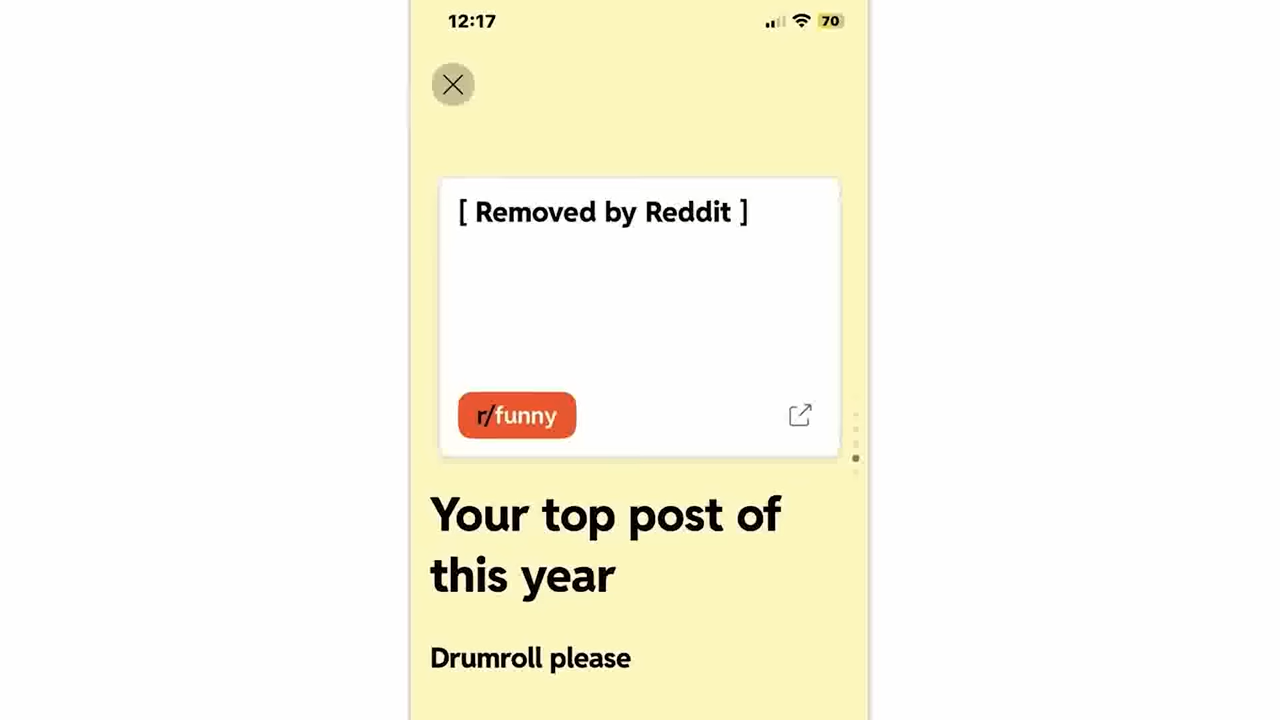 12:17
70
[ Removed by Reddit ]
r/funny
Your top post of
this year
Drumroll please